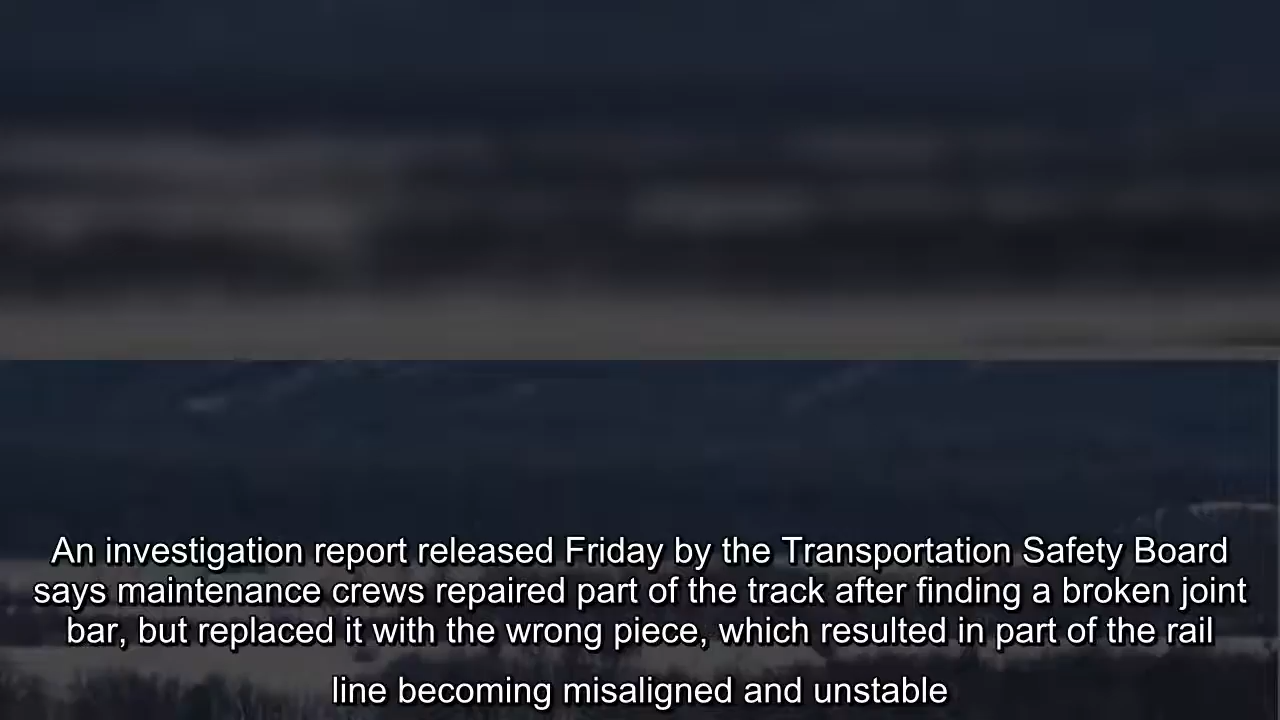 An investigation report released Friday by the Transportation Safety Board
says maintenance crews repaired part of the track after finding a broken joint
bar, but replaced it with the wrong piece, which resulted in part of the rail
line becoming misaligned and unstable